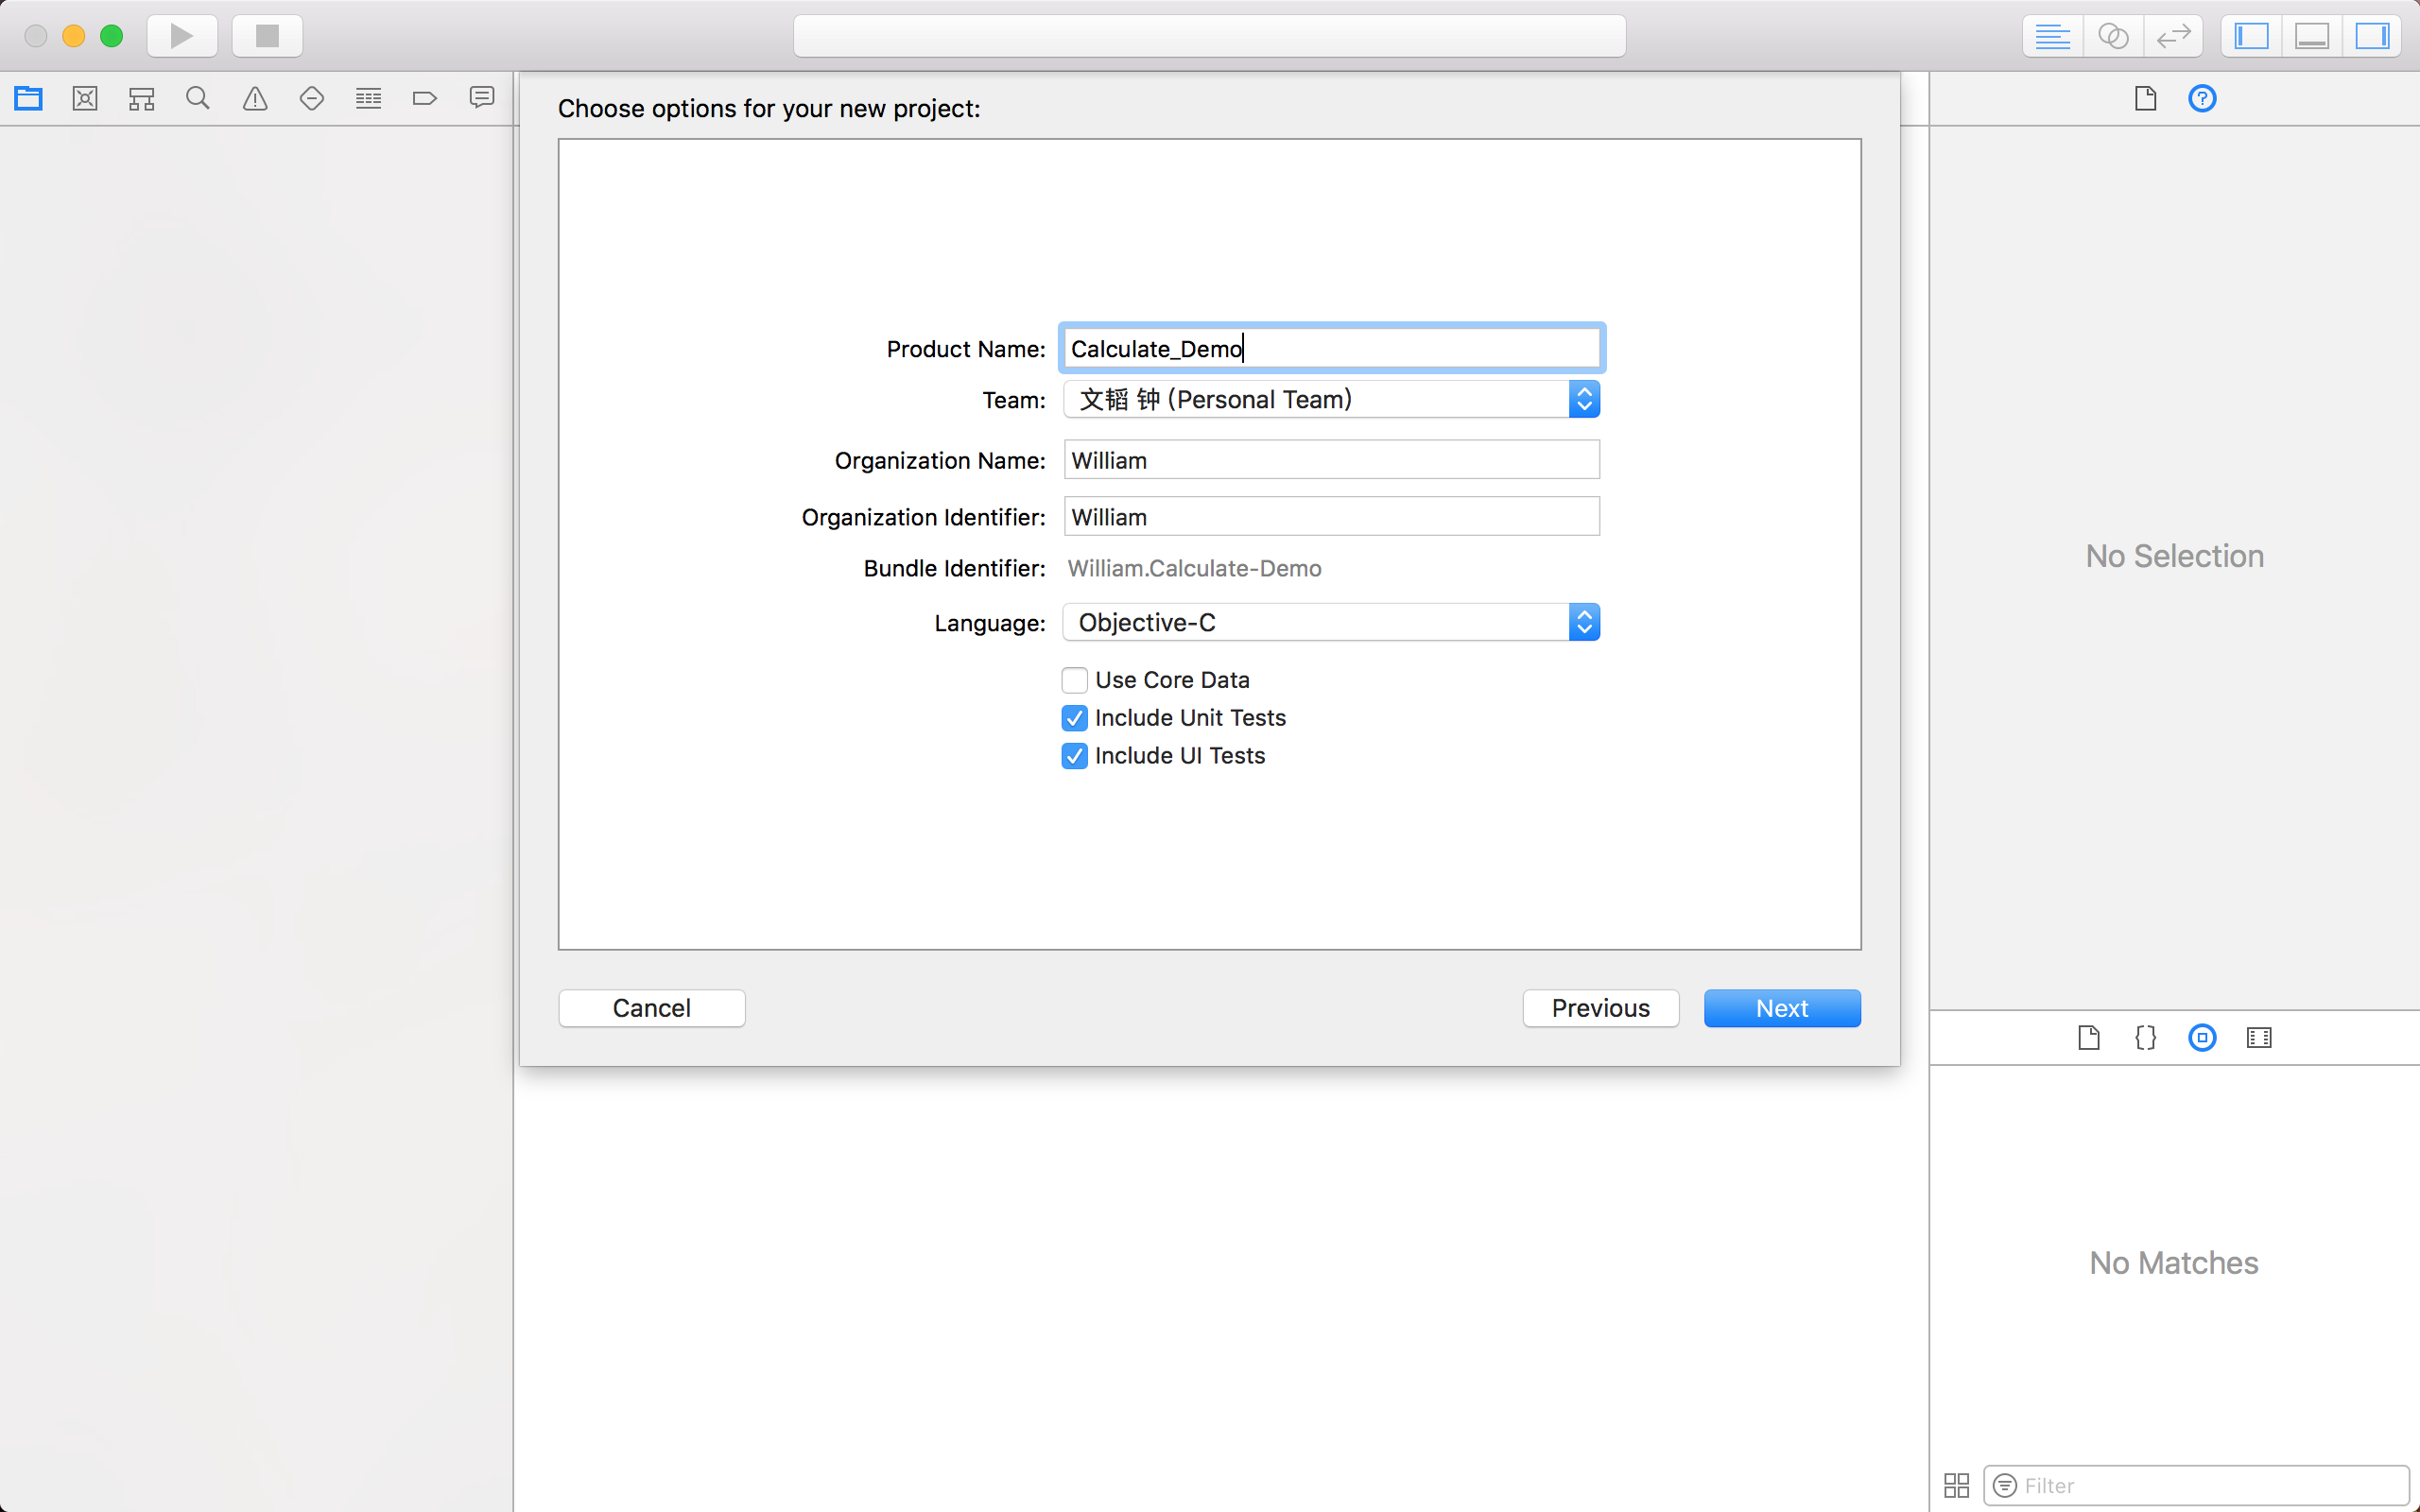 Choose options for your new project:
Product Name: Calculate_Demo
Team: 文韬 钟 (Personal Team)
Organization Name: William
Organization Identifier: William
Bundle Identifier: William.Calculate-Demo
Language: Objective-C
Use Core Data
Include Unit Tests
Include UI Tests
Cancel Previous Next
No Selection
No Matches
Filter